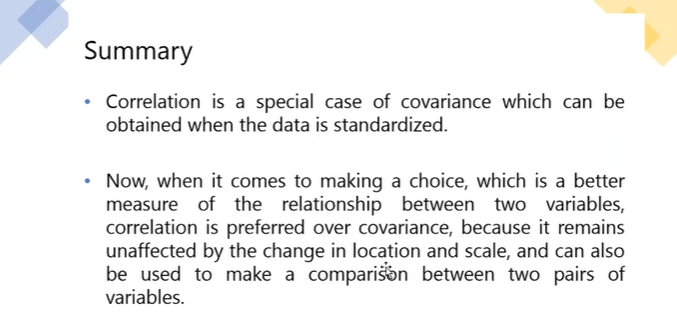 Summary
• Correlation is a special case of covariance which can be
obtained when the data is standardized.
• Now, when it comes to making a choice, which is a better
measure of the relationship between two variables,
correlation is preferred over covariance, because it remains
unaffected by the change in location and scale, and can also
be used to make a comparison between two pairs of
variables.